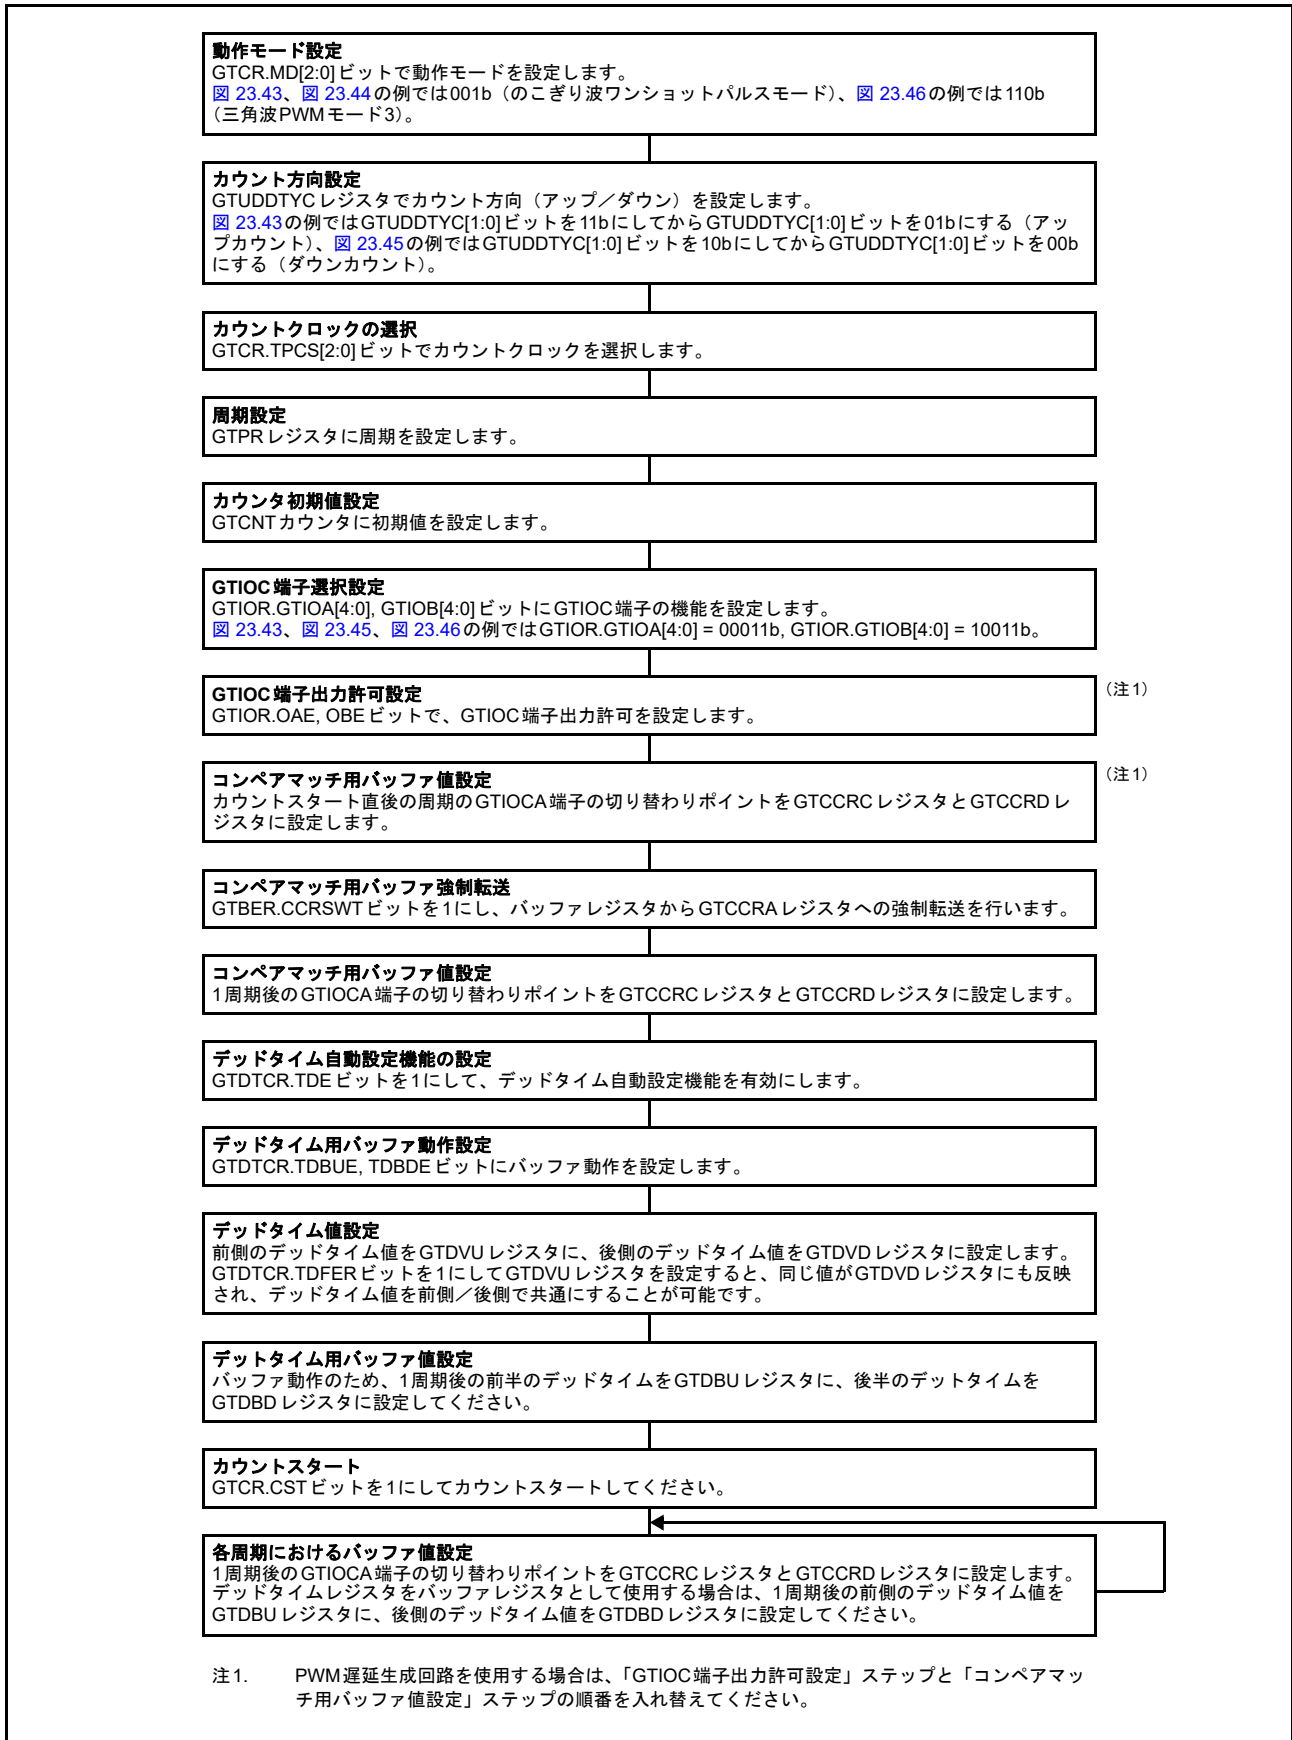 動作モード設定
GTCR.MD[2:0]ビットで動作モードを設定します。
図 23.43、図 23.44の例では001b（のこぎり波ワンショットパルスモード）、図 23.46の例では110b
（三角波PWMモード3）。
カウント方向設定
GTUDDTYCレジスタでカウント方向（アップ／ダウン）を設定します。
図 23.43の例ではGTUDDTYC[1:0]ビットを11bにしてからGTUDDTYC[1:0]ビットを01bにする（アッ
プカウント）、図 23.45の例ではGTUDDTYC[1:0]ビットを10bにしてからGTUDDTYC[1:0]ビットを00b
にする（ダウンカウント）。
カウントクロックの選択
GTCR.TPCS[2:0]ビットでカウントクロックを選択します。
周期設定
GTPRレジスタに周期を設定します。
カウンタ初期値設定
GTCNTカウンタに初期値を設定します。
GTIOC端子選択設定
GTIOR.GTIOA[4:0], GTIOB[4:0]ビットにGTIOC端子の機能を設定します。
図 23.43、図 23.45、図 23.46の例ではGTIOR.GTIOA[4:0] = 00011b, GTIOR.GTIOB[4:0] = 10011b。
GTIOC端子出力許可設定
（注1）
GTIOR.OAE, OBEビットで、GTIOC端子出力許可を設定します。
コンペアマッチ用バッファ値設定
（注1）
カウントスタート直後の周期のGTIOCA端子の切り替わりポイントをGTCCRCレジスタとGTCCRDレ
ジスタに設定します。
コンペアマッチ用バッファ強制転送
GTBER.CCRSWTビットを1にし、バッファレジスタからGTCCRAレジスタへの強制転送を行います。
コンペアマッチ用バッファ値設定
1周期後のGTIOCA端子の切り替わりポイントをGTCCRCレジスタとGTCCRDレジスタに設定します。
デッドタイム自動設定機能の設定
GTDTCR.TDEビットを1にして、デッドタイム自動設定機能を有効にします。
デッドタイム用バッファ動作設定
GTDTCR.TDBUE, TDBDEビットにバッファ動作を設定します。
デッドタイム値設定
前側のデッドタイム値をGTDVUレジスタに、後側のデッドタイム値をGTDVDレジスタに設定します。
GTDTCR.TDFERビットを1にしてGTDVUレジスタを設定すると、同じ値がGTDVDレジスタにも反映
され、デッドタイム値を前側／後側で共通にすることが可能です。
デットタイム用バッファ値設定
バッファ動作のため、1周期後の前半のデッドタイムをGTDBUレジスタに、後半のデットタイムを
GTDBDレジスタに設定してください。
カウントスタート
GTCR.CSTビットを1にしてカウントスタートしてください。
各周期におけるバッファ値設定
1周期後のGTIOCA端子の切り替わりポイントをGTCCRCレジスタとGTCCRDレジスタに設定します。
デッドタイムレジスタをバッファレジスタとして使用する場合は、1周期後の前側のデッドタイム値を
GTDBUレジスタに、後側のデッドタイム値をGTDBDレジスタに設定してください。
注1. PWM遅延生成回路を使用する場合は、「GTIOC端子出力許可設定」ステップと「コンペアマッ
チ用バッファ値設定」ステップの順番を入れ替えてください。